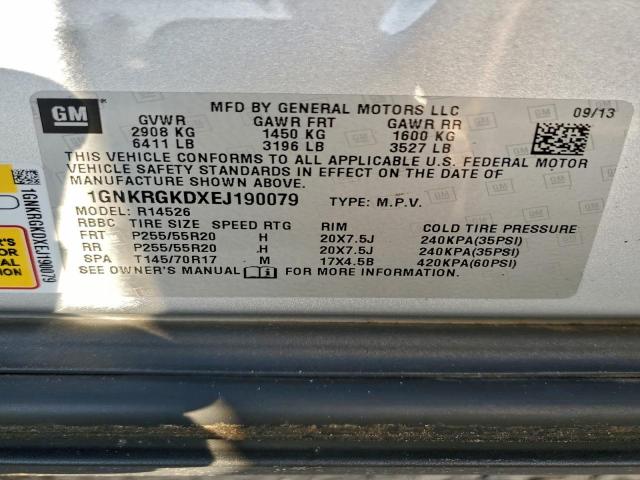 GM
MFD BY GENERAL MOTORS LLC 09/13
GVWR GAWR FRT GAWR RR
2908 KG 1450 KG 1600 KG
6411 LB 3196 LB 3527 LB
THIS VEHICLE CONFORMS TO ALL APPLICABLE U.S. FEDERAL MOTOR
VEHICLE SAFETY STANDARDS IN EFFECT ON THE DATE OF
MANUFACTURE SHOWN ABOVE.
1GNKRGKDXEJ190079 TYPE: M.P.V.
MODEL: R14526
RBBC TIRE SIZE SPEED RTG RIM COLD TIRE PRESSURE
FRT P255/55R20 H 20X7.5J 240KPA(35PSI)
RR P255/55R20 H 20X7.5J 240KPA(35PSI)
SPA T145/70R17 M 17X4.5B 420KPA(60PSI)
SEE OWNER'S MANUAL FOR MORE INFORMATION.
1GNKRGKDXEJ190079